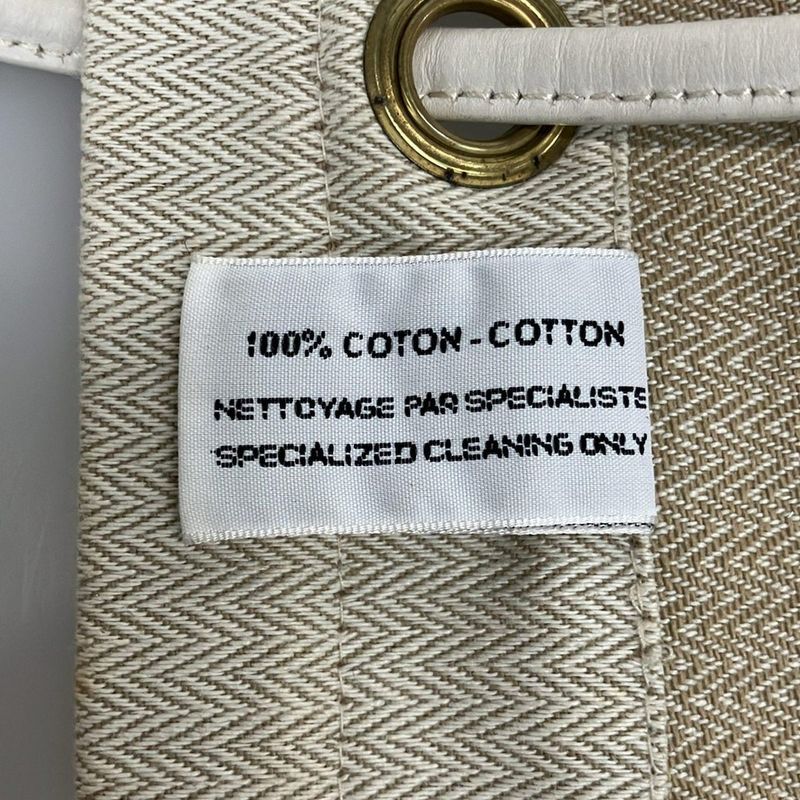 100% COTON - COTTON
NETTOYAGE PAR SPECIALISTE
SPECIALIZED CLEANING ONLY